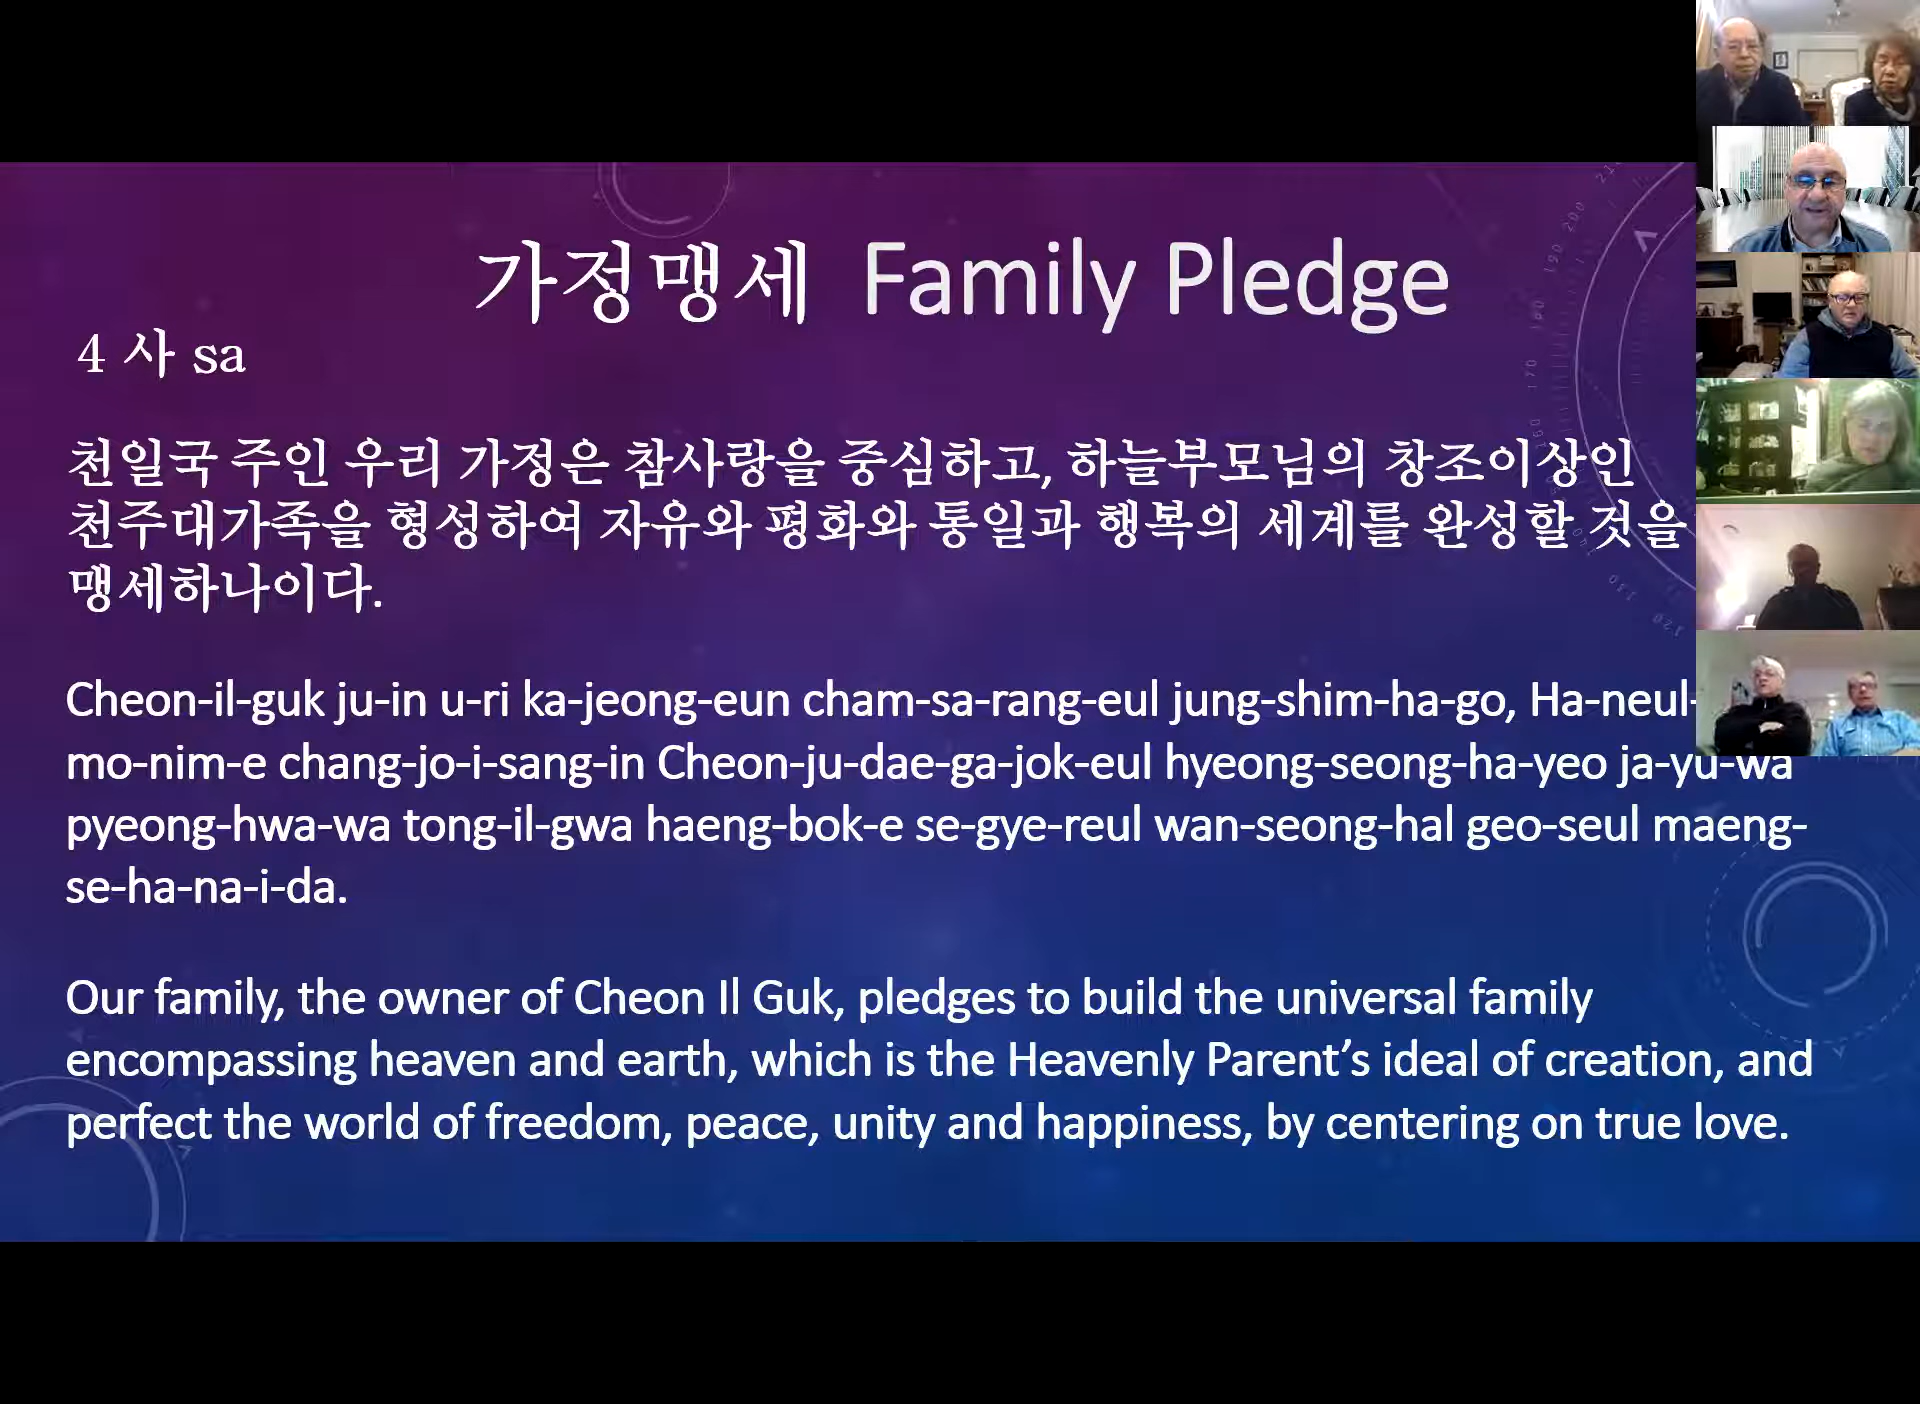 가정맹세 Family Pledge
4 사 sa
천일국 주인 우리 가정은 참사랑을 중심하고, 하늘부모님의 창조이상인
천주대가족을 형성하여 자유와 평화와 통일과 행복의 세계를 완성할 것을
맹세하나이다.
Cheon-il-guk ju-in u-ri ka-jeong-eun cham-sa-rang-eul jung-shim-ha-go, Ha-neul-
mo-nim-e chang-jo-i-sang-in Cheon-ju-dae-ga-jok-eul hyeong-seong-ha-yeo ja-yu-wa
pyeong-hwa-wa tong-il-gwa haeng-bok-e se-gye-reul wan-seong-hal geo-seul maeng-
se-ha-na-i-da.
Our family, the owner of Cheon Il Guk, pledges to build the universal family
encompassing heaven and earth, which is the Heavenly Parent’s ideal of creation, and
perfect the world of freedom, peace, unity and happiness, by centering on true love.